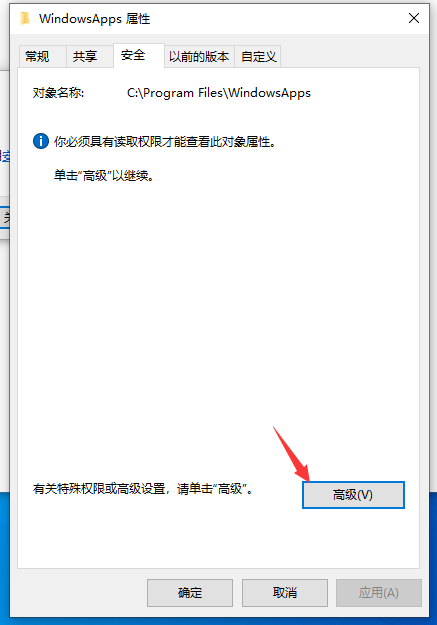 WindowsApps 属性
常规
共享
安全
以前的版本
自定义
对象名称: C:\Program Files\WindowsApps
你必须具有读取权限才能查看此对象属性。
单击“高级”以继续。
有关特殊权限或高级设置，请单击“高级”。
高级(V)
确定
取消
应用(A)